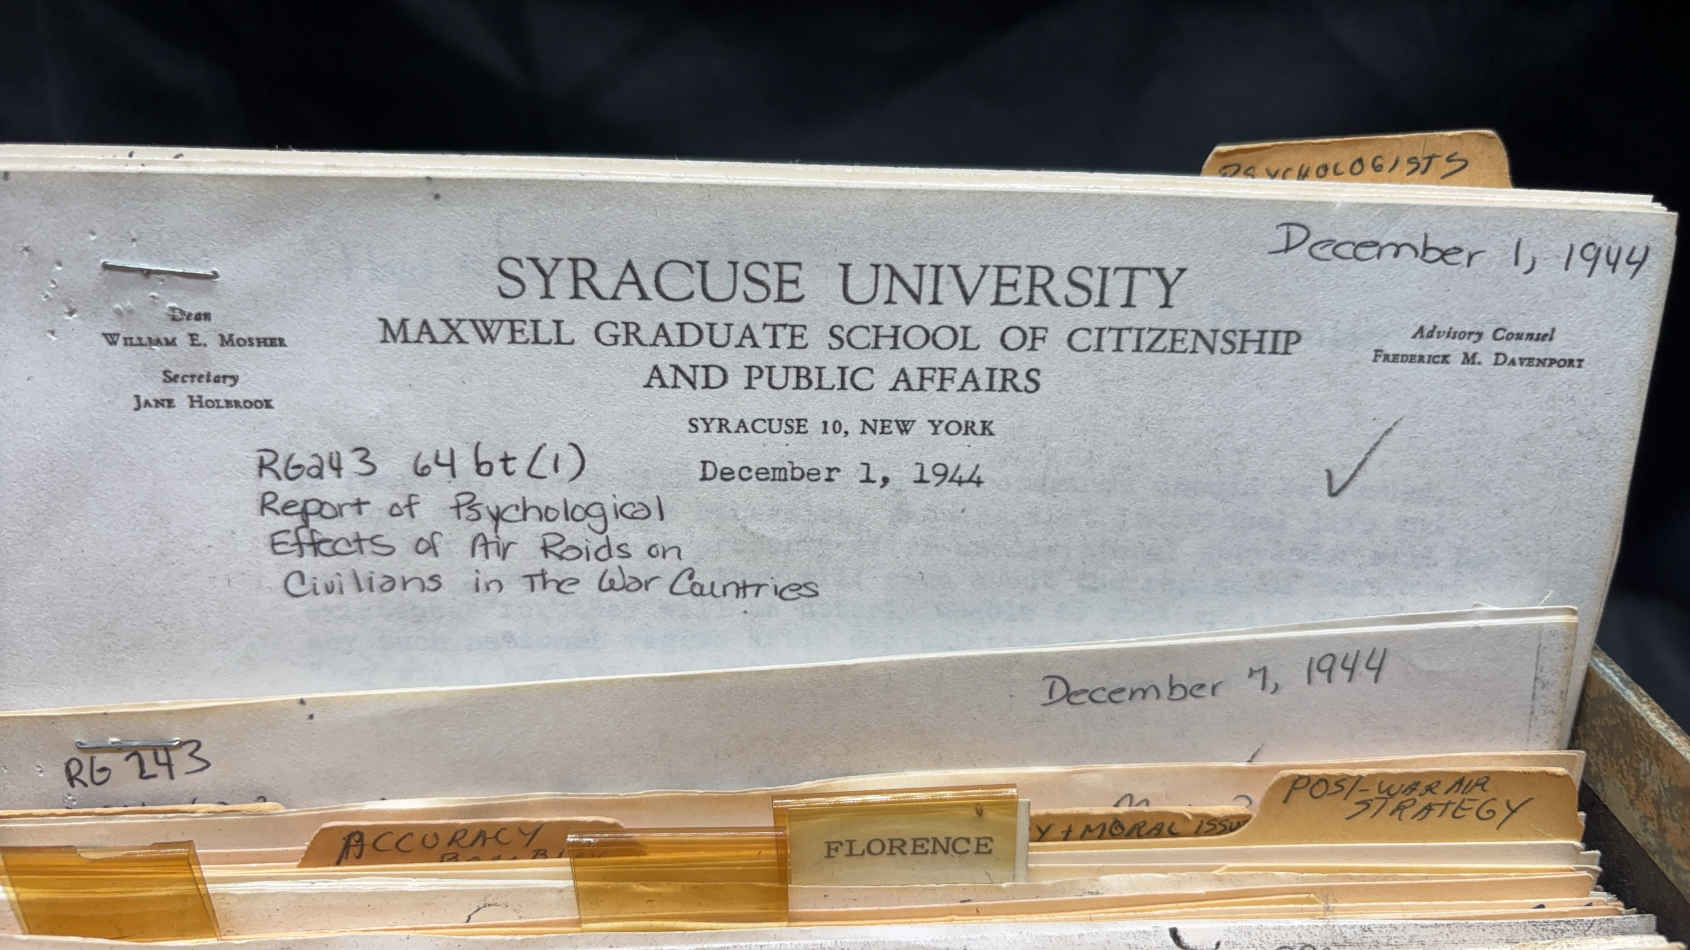 PSYCHOLOGISTS
December 1, 1944
SYRACUSE UNIVERSITY
MAXWELL GRADUATE SCHOOL OF CITIZENSHIP
AND PUBLIC AFFAIRS
SYRACUSE 10, NEW YORK
December 1, 1944
Dean
WILLIAM E. MOSHER
Secretary
JANE HOLBROOK
Advisory Counsel
FREDERICK M. DAVENPORT
RG243 64bt(1)
Report of Psychological
Effects of Air Raids on
Civilians in The War Countries
December 7, 1944
RG 243
POST-WAR AIR
STRATEGY
Y + MORAL ISSU
ACCURACY
FLORENCE